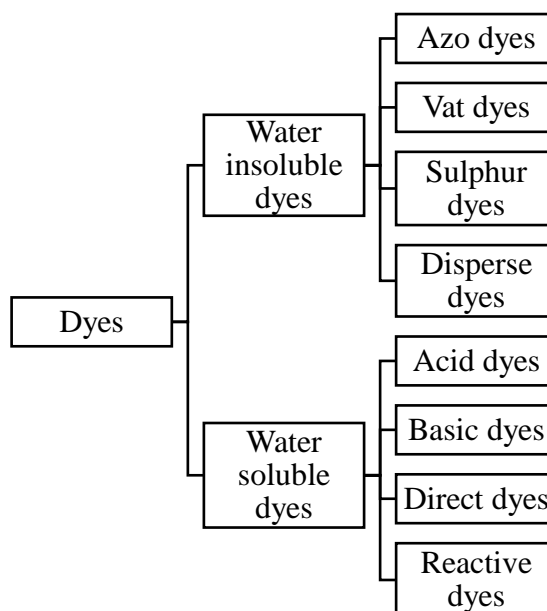 Dyes
Water
insoluble
dyes
Azo dyes
Vat dyes
Sulphur
dyes
Disperse
dyes
Water
soluble
dyes
Acid dyes
Basic dyes
Direct dyes
Reactive
dyes